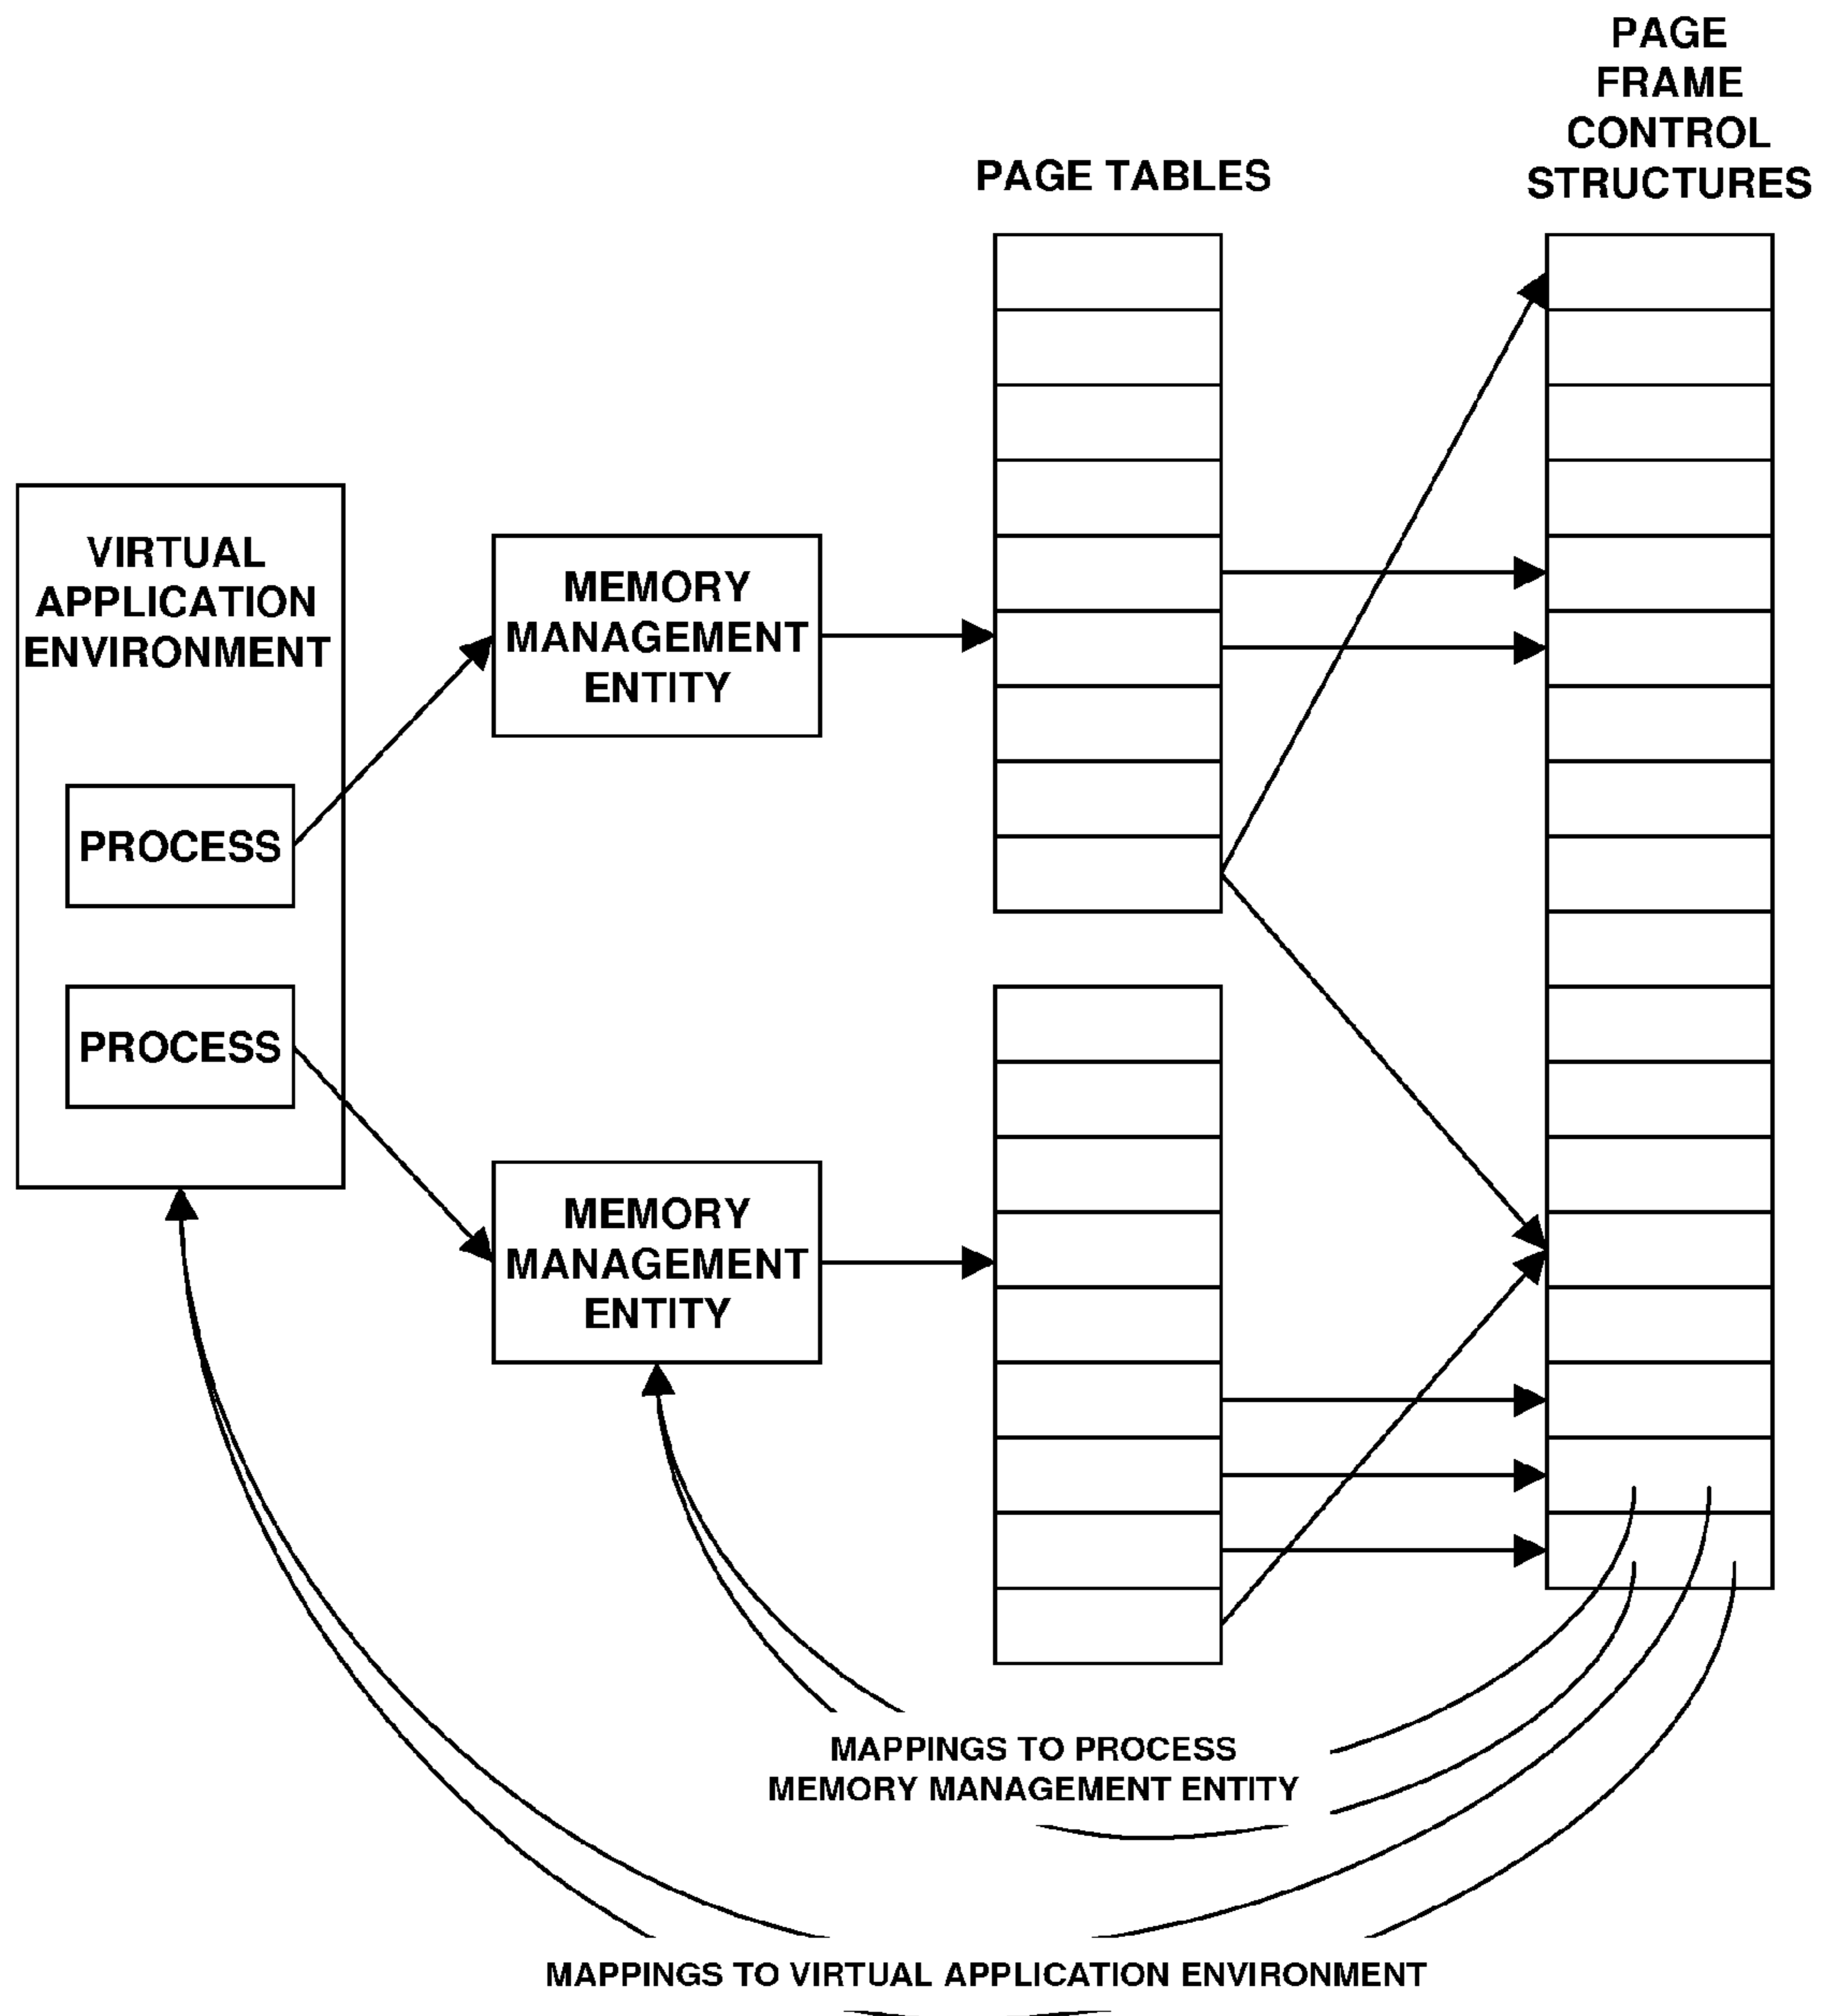 PAGE
FRAME
CONTROL
STRUCTURES
PAGE TABLES
VIRTUAL
APPLICATION
ENVIRONMENT
MEMORY
MANAGEMENT
ENTITY
PROCESS
PROCESS
MEMORY
MANAGEMENT
ENTITY
MAPPINGS TO PROCESS
MEMORY MANAGEMENT ENTITY
MAPPINGS TO VIRTUAL APPLICATION ENVIRONMENT